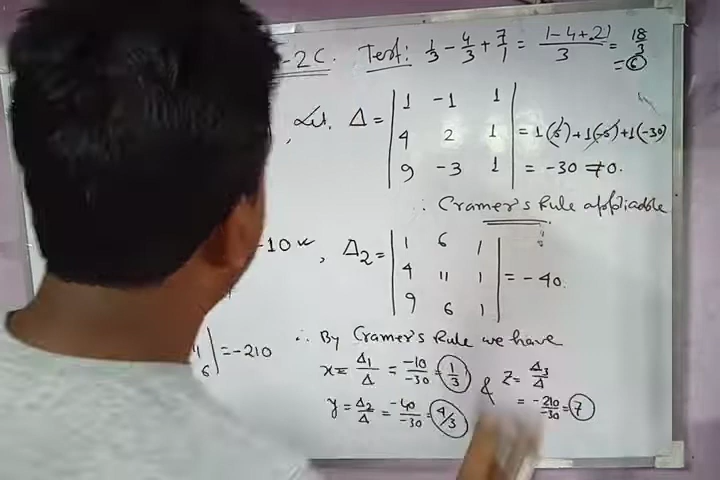 -2C. Test: 1/3 - 4/3 + 7/1 = (1-4+21)/3 = 18/3 = 6
, Let, Δ = | 1 -1 1 |
| 4 2 1 | = 1(5)+1(-5)+1(-30)
| 9 -3 1 | = -30 ≠ 0.
∴ Cramer's Rule appliable
-10 , Δ₂ = | 1 6 1 |
| 4 11 1 | = -40.
| 9 6 1 |
6 | = -210
∴ By Cramer's Rule we have
x = Δ₁/Δ = -10/-30 = 1/3 & z = Δ₃/Δ
y = Δ₂/Δ = -40/-30 = 4/3 = -210/-30 = 7